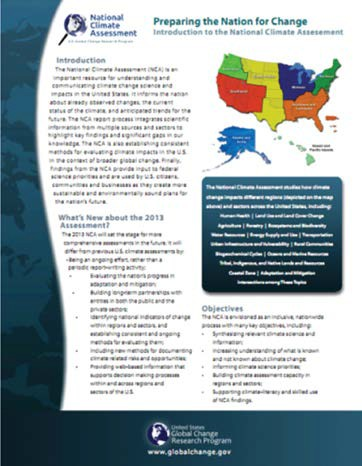 National
Climate
Assessment
U.S. Global Change Research Program
Preparing the Nation for Change
Introduction to the National Climate Assessment
Introduction
The National Climate Assessment (NCA) is an
important resource for understanding and
communicating climate change science and
impacts in the United States. It informs the nation
about already observed changes, the current
status of the climate, and anticipated trends for the
future. The NCA report process integrates scientific
information from multiple sources and sectors to
highlight key findings and significant gaps in our
knowledge. The NCA is also establishing consistent
methods for evaluating climate impacts in the U.S.
in the context of broader global change. Finally,
findings from the NCA provide input to federal
science priorities and are used by U.S. citizens,
communities and businesses as they create more
sustainable and environmentally sound plans for
the nation's future.
What's New about the 2013
Assessment?
The 2013 NCA will set the stage for more
comprehensive assessments in the future. It will
differ from previous U.S. climate assessments by:
•Being an ongoing effort, rather than a
periodic report-writing activity;
• Evaluating the nation's progress in
adaptation and mitigation;
• Building long-term partnerships with
entities in both the public and the
private sectors;
• Identifying national indicators of change
within regions and sectors, and
establishing consistent and ongoing
methods for evaluating them;
• Including new methods for documenting
climate related risks and opportunities;
• Providing web-based information that
supports decision making processes
within and across regions and
sectors of the U.S.
Hawaii and
Pacific Islands
The National Climate Assessment studies how climate
change impacts different regions (depicted on the map
above) and sectors across the United States, including:
Human Health | Land Use and Land Cover Change
Agriculture | Forestry | Ecosystems and Biodiversity
Water Resources | Energy Supply and Use | Transportation
Urban Infrastructure and Vulnerability | Rural Communities
Biogeochemical Cycles | Oceans and Marine Resources
Tribal, Indigenous, and Native Lands and Resources
Coastal Zone | Adaptation and Mitigation
Interactions among These Topics
Objectives
The NCA is envisioned as an inclusive, nationwide
process with many key objectives, including:
• Synthesizing relevant climate science and
information;
• Increasing understanding of what is known
and not known about climate change;
• Informing climate science priorities;
• Building climate assessment capacity in
regions and sectors;
• Supporting climate-literacy and skilled use
of NCA findings.
United States
Global Change
Research Program
www.globalchange.gov